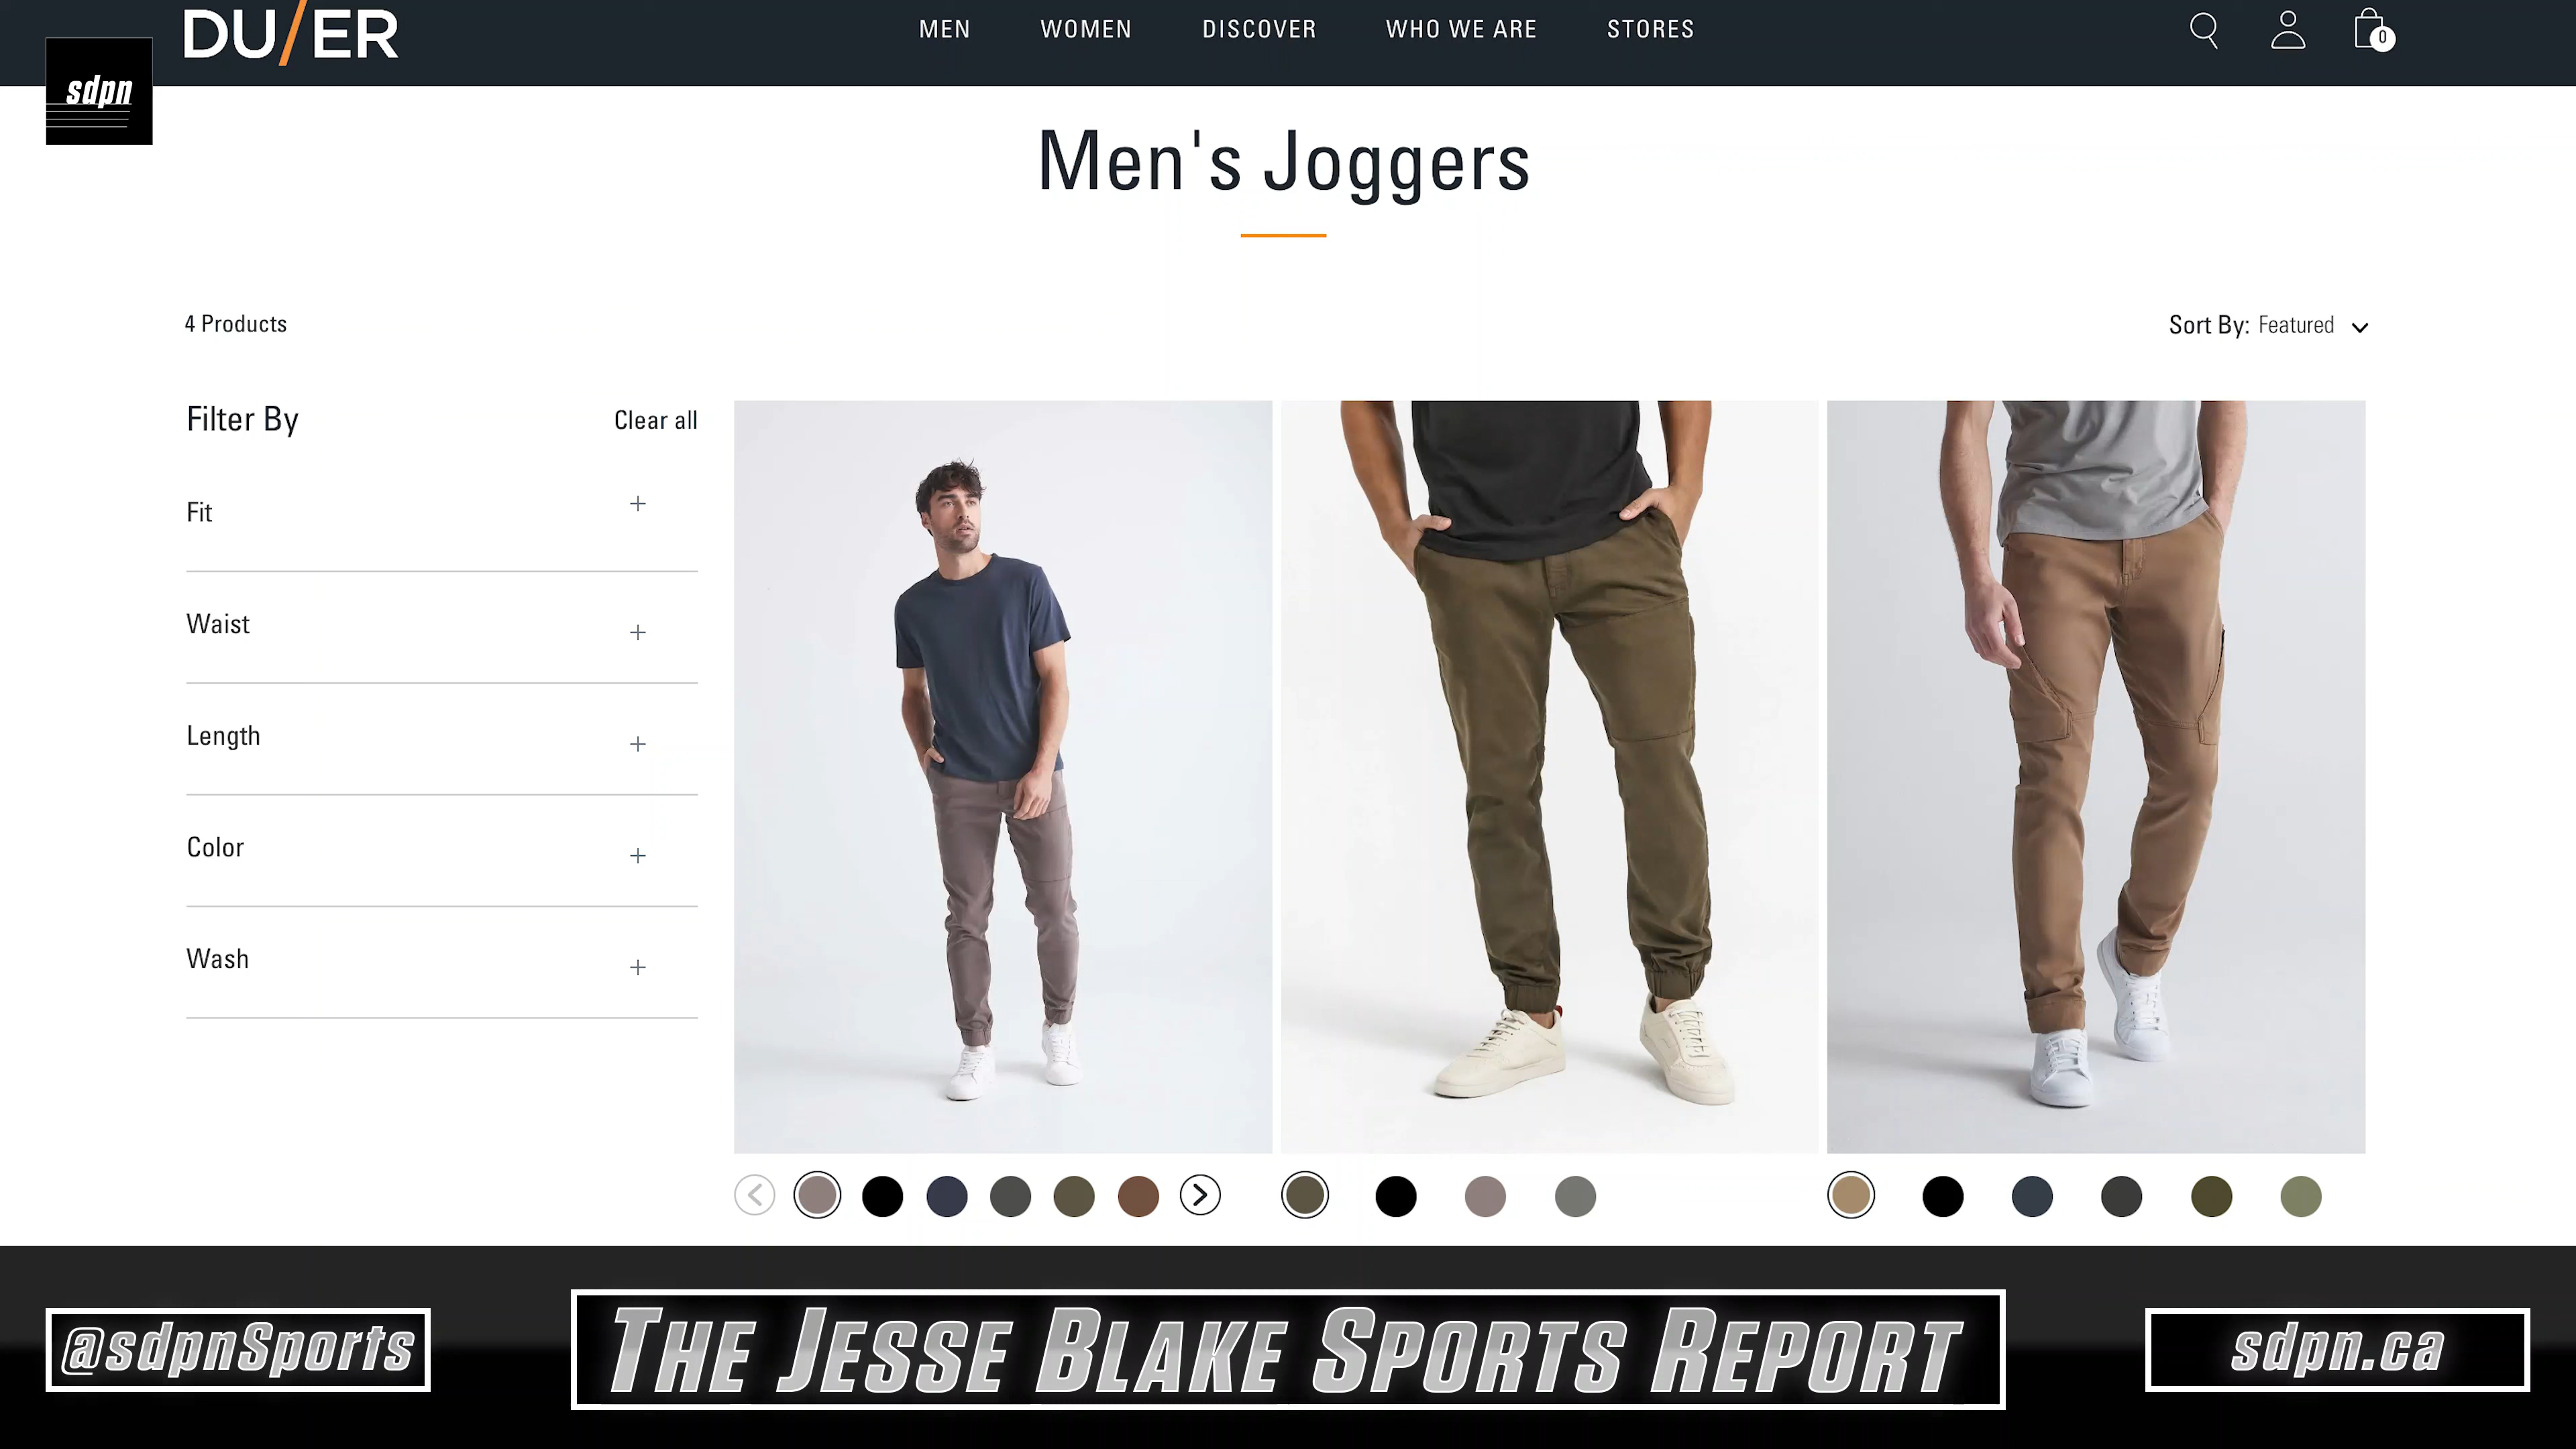 DU/ER
MEN
WOMEN
DISCOVER
WHO WE ARE
STORES
0
sdpn
Men's Joggers
4 Products
Sort By: Featured
Filter By
Clear all
Fit
Waist
Length
Color
Wash
@sdpnSports
THE JESSE BLAKE SPORTS REPORT
sdpn.ca